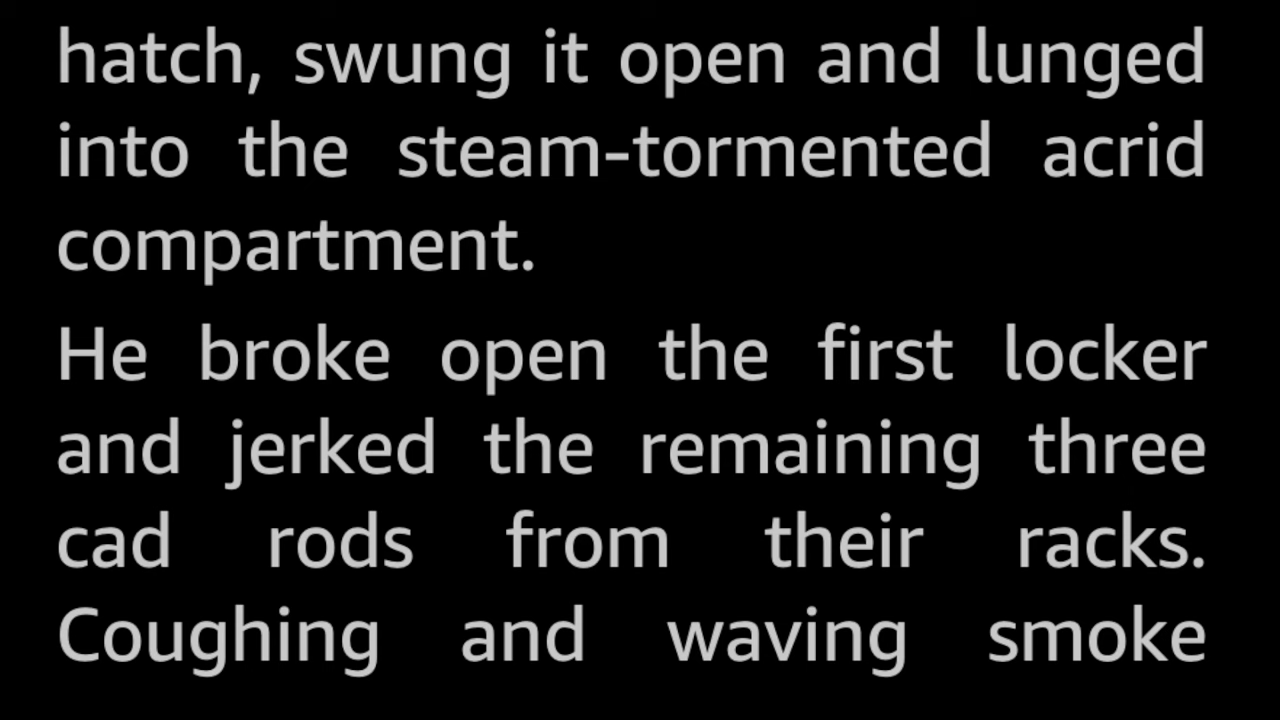 hatch, swung it open and lunged
into the steam-tormented acrid
compartment.
He broke open the first locker
and jerked the remaining three
cad rods from their racks.
Coughing and waving smoke